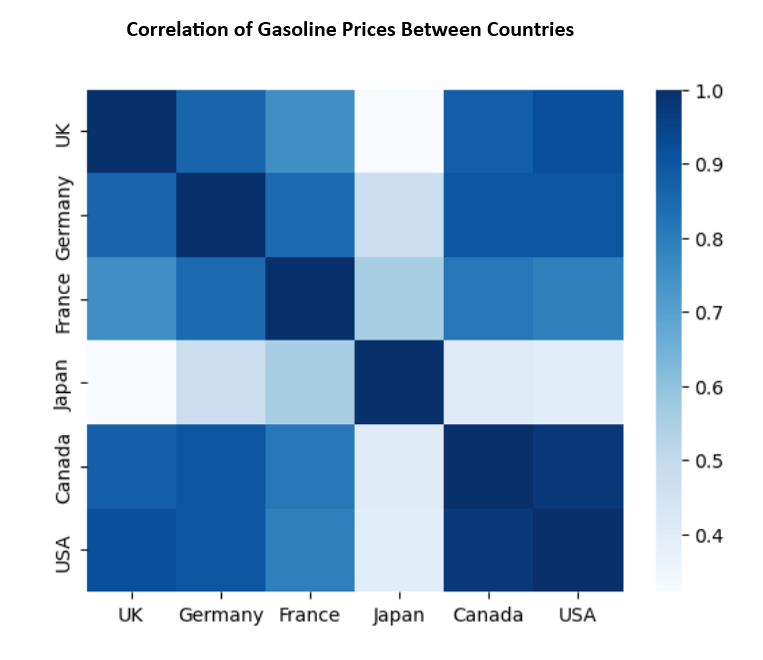 Correlation of Gasoline Prices Between Countries
UK
Germany
France
Japan
Canada
USA
UK Germany France Japan Canada USA
1.0
0.9
0.8
0.7
0.6
0.5
0.4